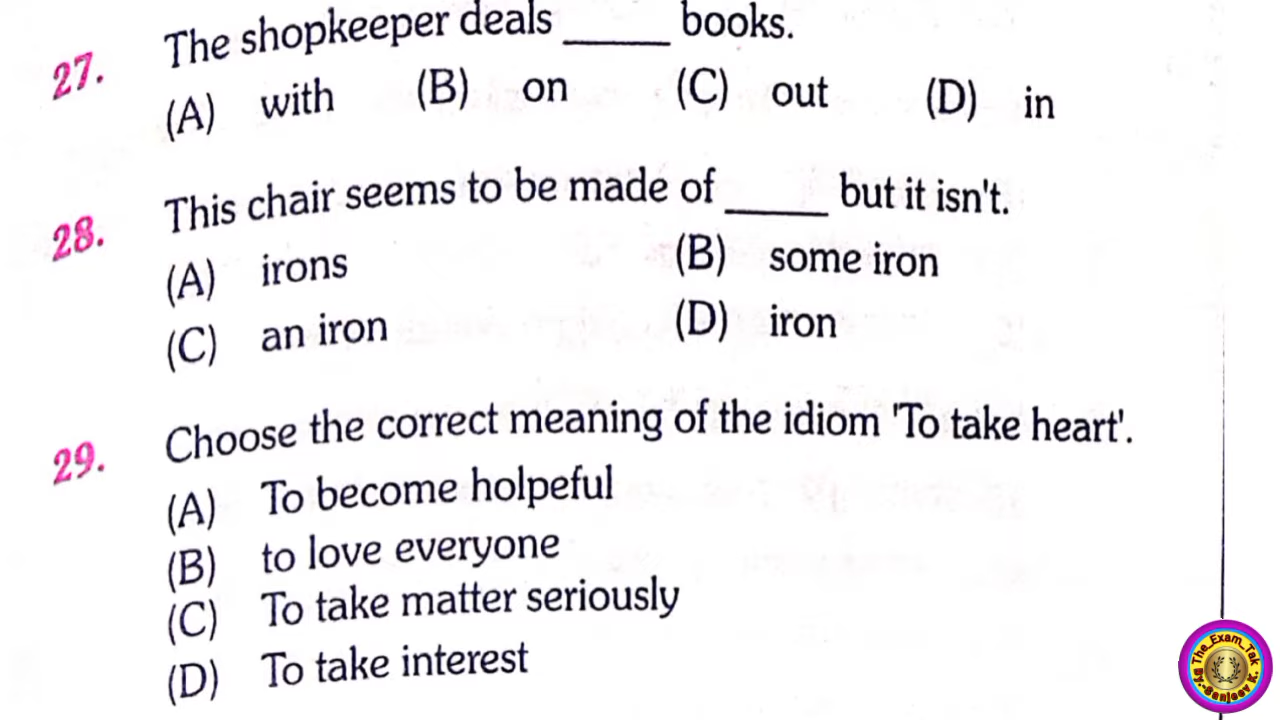 27. The shopkeeper deals _____ books.
(A) with (B) on (C) out (D) in
28. This chair seems to be made of _____ but it isn't.
(A) irons (B) some iron
(C) an iron (D) iron
29. Choose the correct meaning of the idiom 'To take heart'.
(A) To become holpeful
(B) to love everyone
(C) To take matter seriously
(D) To take interest
The_Exam_Tak
By:-Sanjeev K.